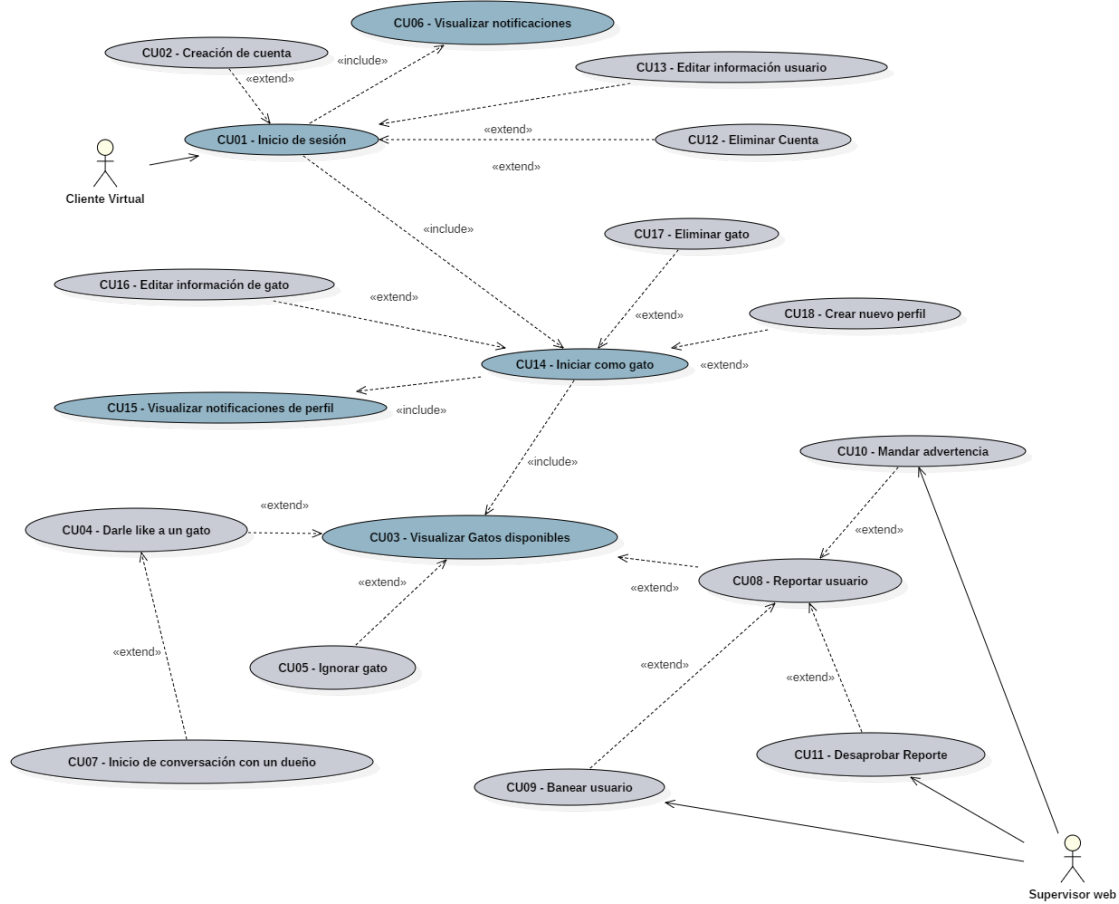 CU06 - Visualizar notificaciones
CU02 - Creación de cuenta
«include»
CU13 - Editar información usuario
«extend»
«extend»
CU01 - Inicio de sesión
CU12 - Eliminar Cuenta
«extend»
Cliente Virtual
«include»
CU17 - Eliminar gato
CU16 - Editar información de gato
«extend»
«extend»
CU18 - Crear nuevo perfil
CU14 - Iniciar como gato
«extend»
CU15 - Visualizar notificaciones de perfil
«include»
CU10 - Mandar advertencia
«include»
«extend»
CU04 - Darle like a un gato
«extend»
CU03 - Visualizar Gatos disponibles
«extend»
CU08 - Reportar usuario
«extend»
«extend»
CU05 - Ignorar gato
«extend»
«extend»
CU07 - Inicio de conversación con un dueño
CU11 - Desaprobar Reporte
CU09 - Banear usuario
Supervisor web